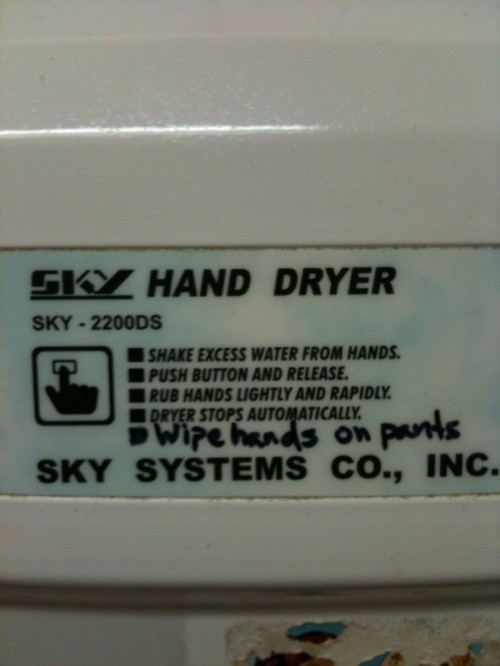 SKY HAND DRYER
SKY - 2200DS
■ SHAKE EXCESS WATER FROM HANDS.
■ PUSH BUTTON AND RELEASE.
■ RUB HANDS LIGHTLY AND RAPIDLY.
■ DRYER STOPS AUTOMATICALLY.
■ Wipe hands on pants
SKY SYSTEMS CO., INC.